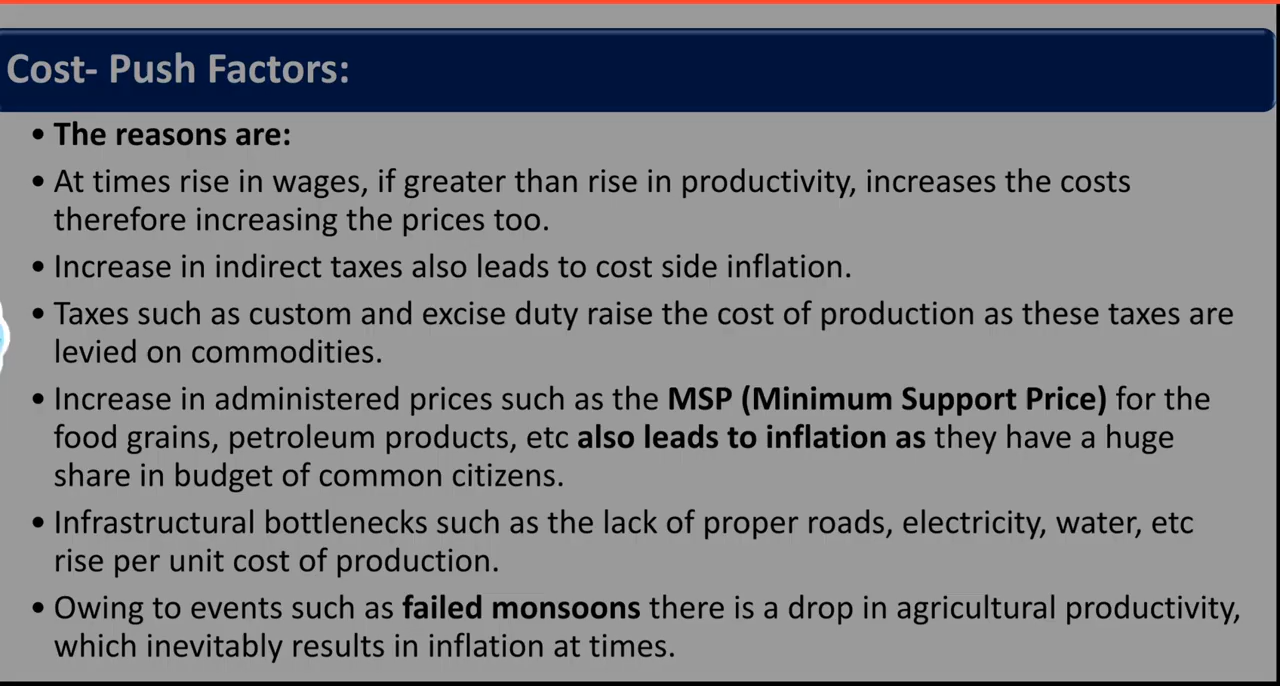 Cost- Push Factors:
• The reasons are:
• At times rise in wages, if greater than rise in productivity, increases the costs
therefore increasing the prices too.
• Increase in indirect taxes also leads to cost side inflation.
• Taxes such as custom and excise duty raise the cost of production as these taxes are
levied on commodities.
• Increase in administered prices such as the MSP (Minimum Support Price) for the
food grains, petroleum products, etc also leads to inflation as they have a huge
share in budget of common citizens.
• Infrastructural bottlenecks such as the lack of proper roads, electricity, water, etc
rise per unit cost of production.
• Owing to events such as failed monsoons there is a drop in agricultural productivity,
which inevitably results in inflation at times.